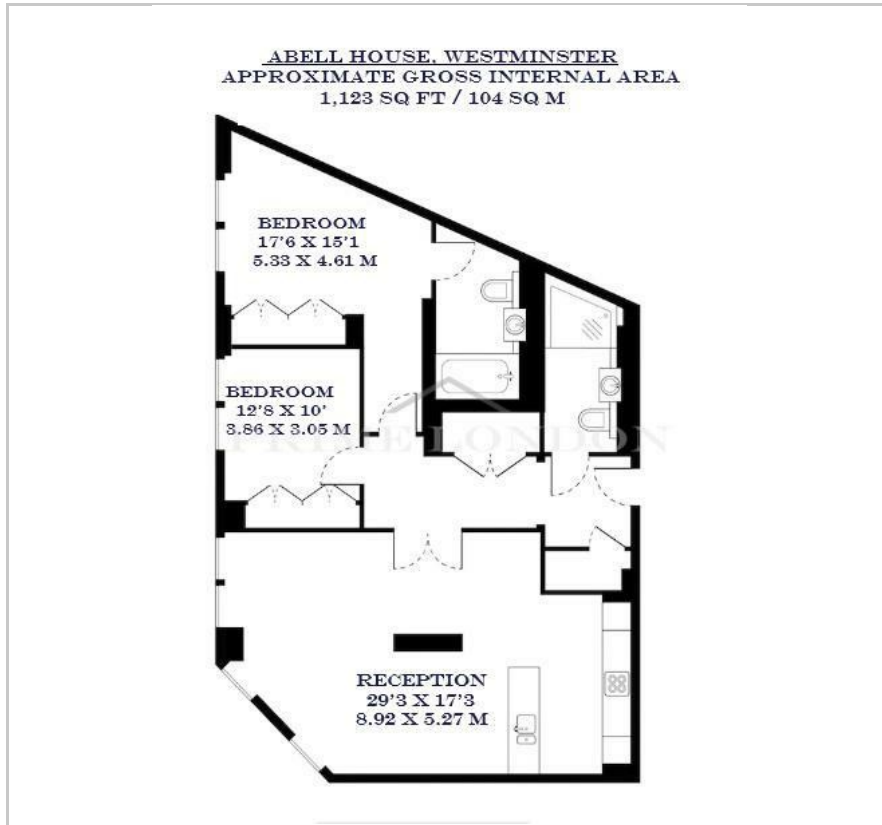 ABELL HOUSE, WESTMINSTER
APPROXIMATE GROSS INTERNAL AREA
1,123 SQ FT / 104 SQ M
BEDROOM
17'6 X 15'1
5.33 X 4.61 M
BEDROOM
12'8 X 10'
3.86 X 3.05 M
PRIME LONDON
RECEPTION
29'3 X 17'3
8.92 X 5.27 M